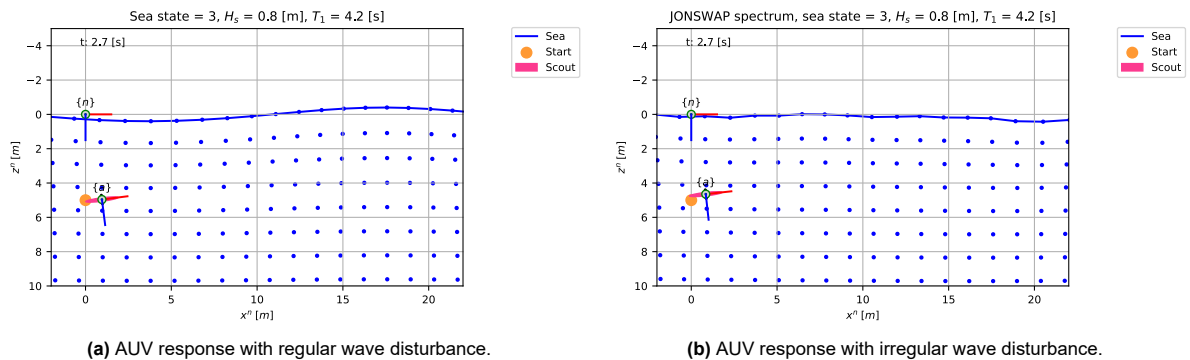 Sea state = 3, H_s = 0.8 [m], T_1 = 4.2 [s]
t: 2.7 [s]
{n}
{a}
−4
−2
0
2
4
6
8
10
z^n [m]
0
5
10
15
20
x^n [m]
Sea
Start
Scout
(a) AUV response with regular wave disturbance.
JONSWAP spectrum, sea state = 3, H_s = 0.8 [m], T_1 = 4.2 [s]
t: 2.7 [s]
{n}
{a}
−4
−2
0
2
4
6
8
10
z^n [m]
0
5
10
15
20
x^n [m]
Sea
Start
Scout
(b) AUV response with irregular wave disturbance.